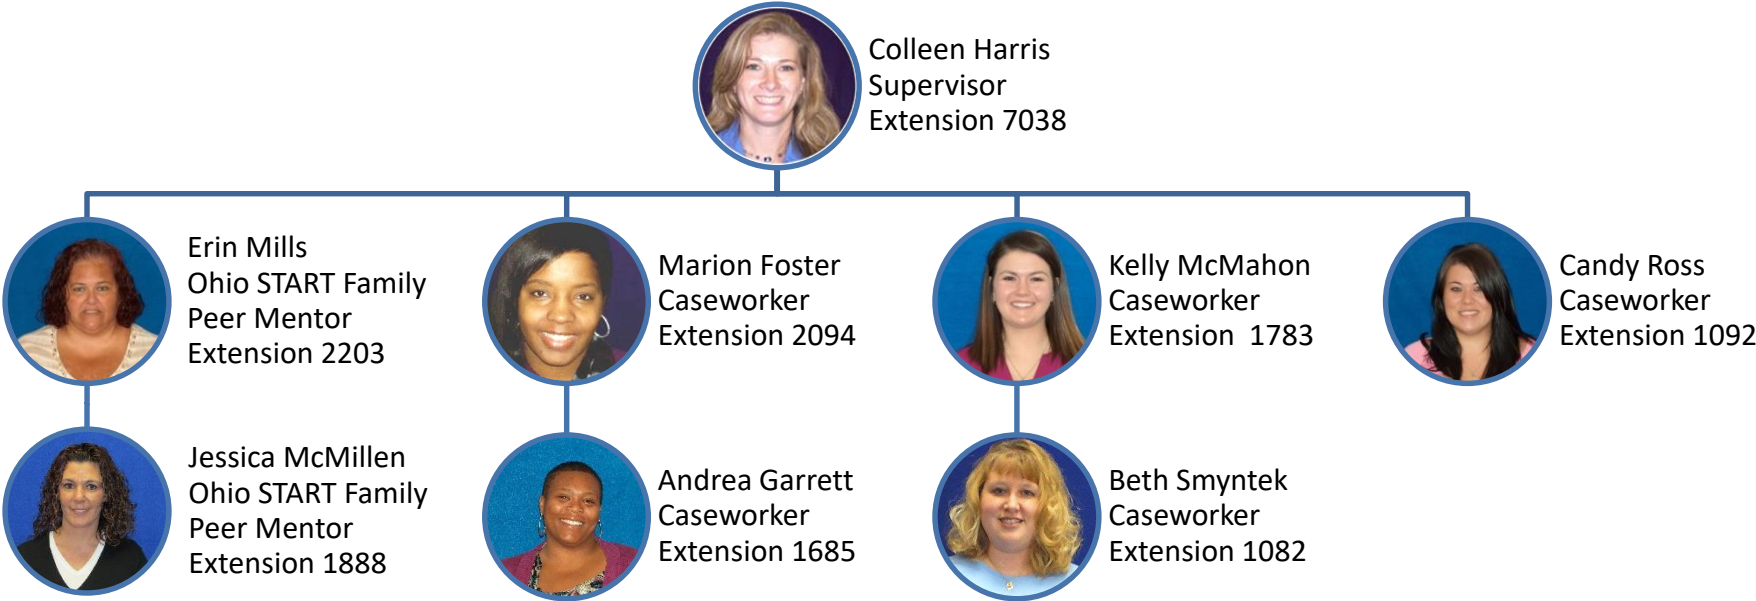 Colleen Harris
Supervisor
Extension 7038
Erin Mills
Ohio START Family
Peer Mentor
Extension 2203
Marion Foster
Caseworker
Extension 2094
Kelly McMahon
Caseworker
Extension  1783
Candy Ross
Caseworker
Extension 1092
Jessica McMillen
Ohio START Family
Peer Mentor
Extension 1888
Andrea Garrett
Caseworker
Extension 1685
Beth Smyntek
Caseworker
Extension 1082